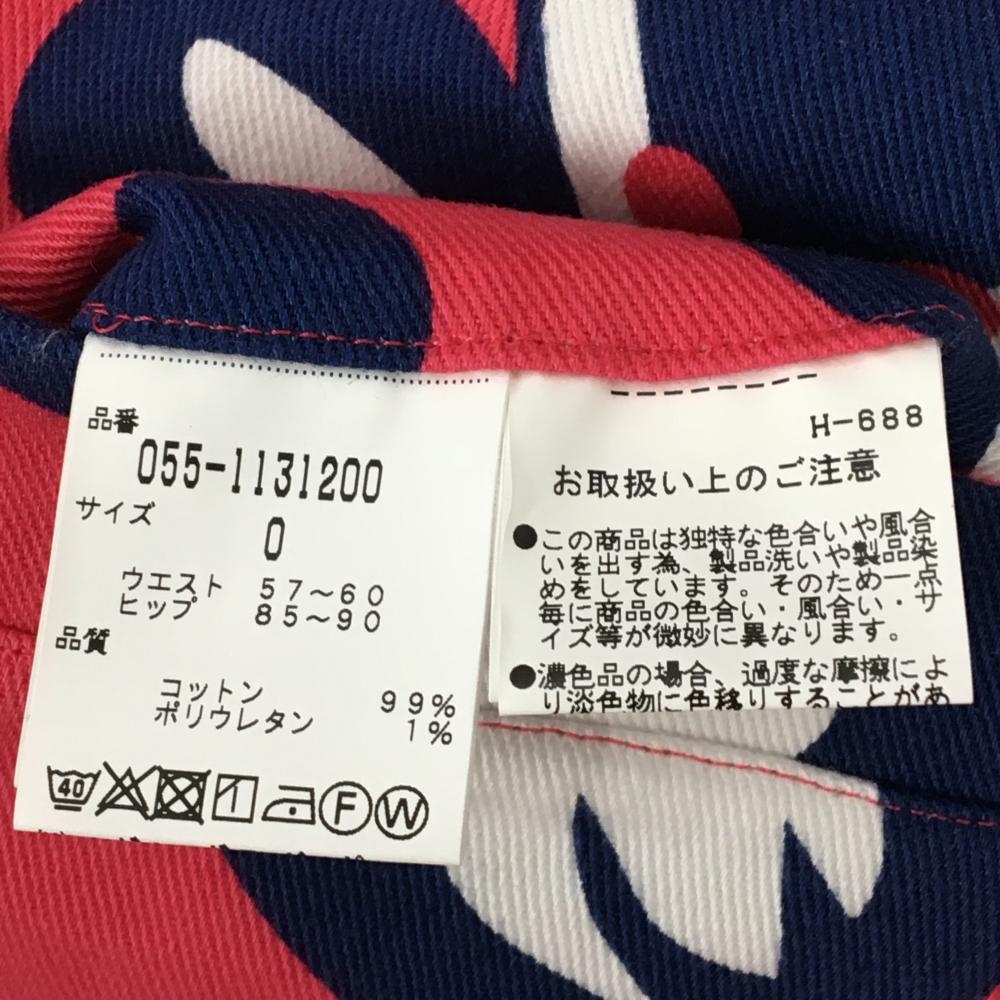 品番
055-1131200
サイズ
0
ウエスト 57～60
ヒップ 85～90
品質
コットン 99%
ポリウレタン 1%
40
F
W
H-688
お取扱い上のご注意
●この商品は独特な色合いや風合
いを出す為、製品洗いや製品染
めをしています。そのため一点
毎に商品の色合い・風合い・サ
イズ等が微妙に異なります。
●濃色品の場合、過度な摩擦によ
り淡色物に色移りすることがあ